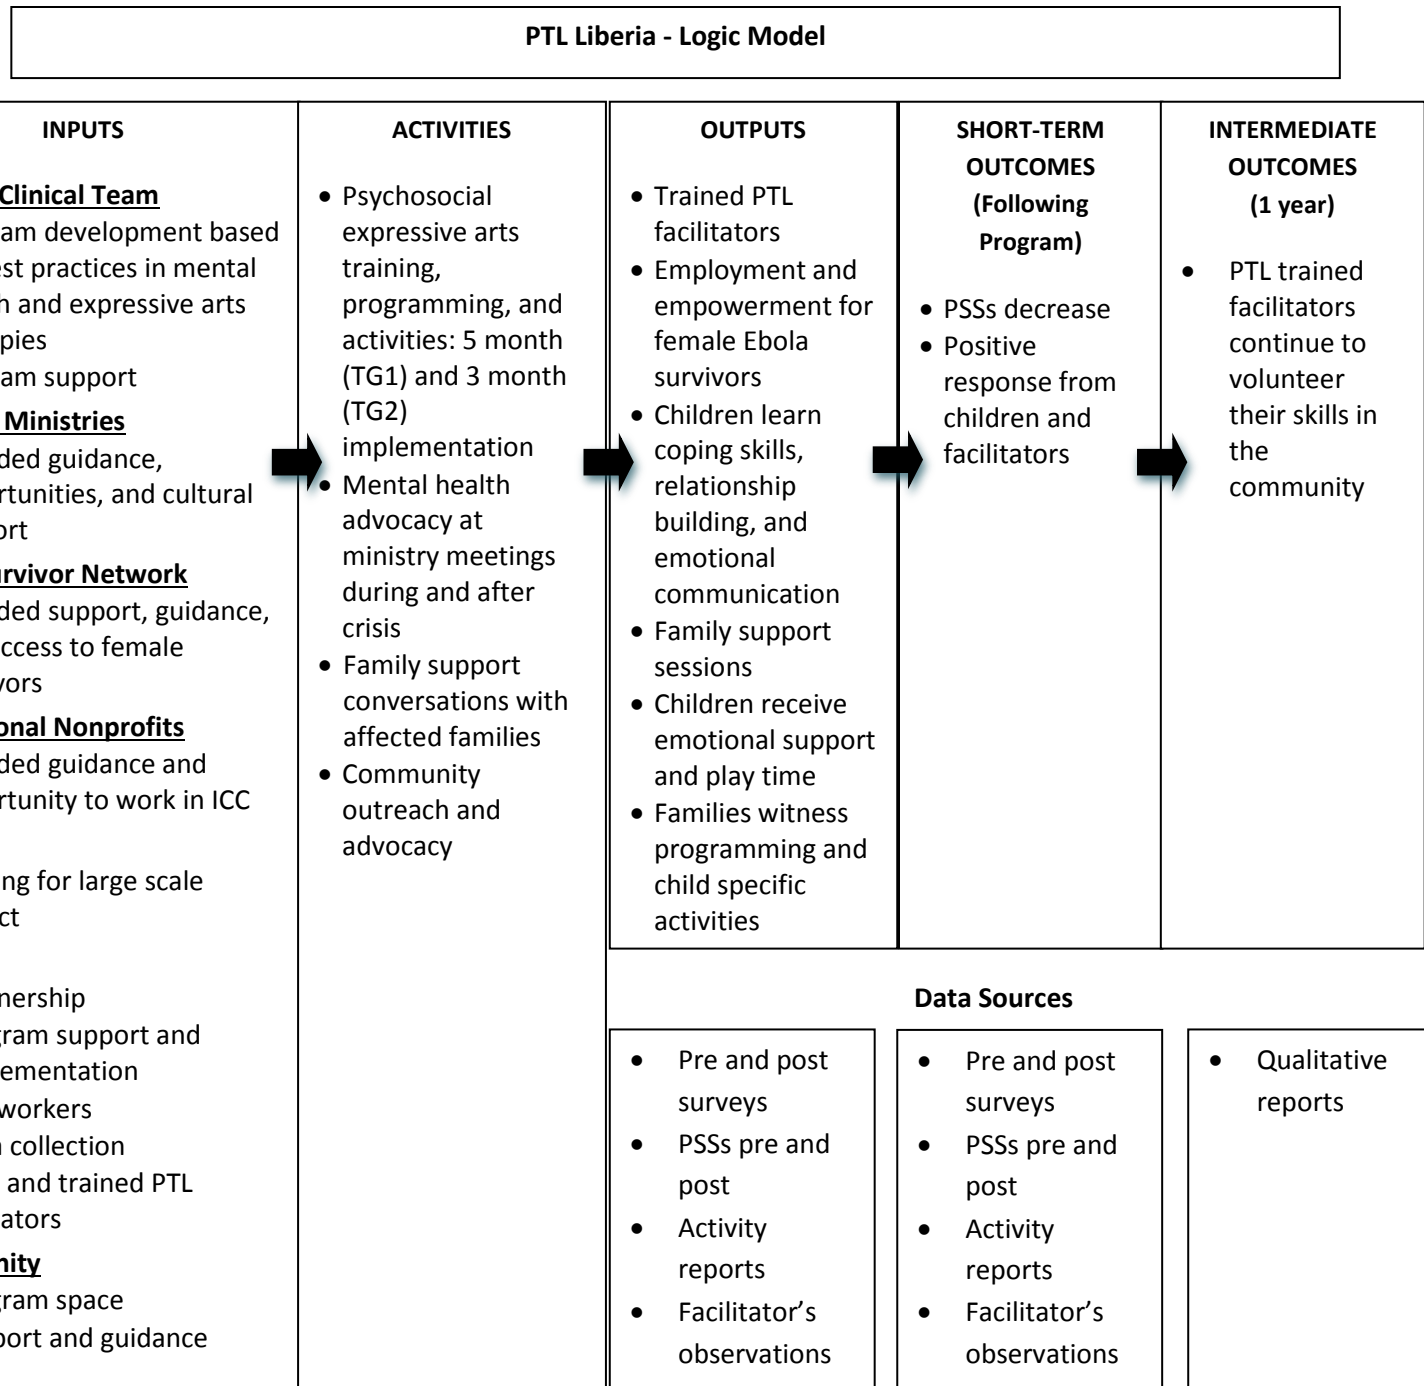 PTL Liberia - Logic Model
INPUTS
Clinical Team
am development based
est practices in mental
h and expressive arts
pies
am support
Ministries
ded guidance,
rtunities, and cultural
ort
urvivor Network
ded support, guidance,
ccess to female
vors
onal Nonprofits
ded guidance and
rtunity to work in ICC
ng for large scale
ct
nership
gram support and
ementation
workers
n collection
and trained PTL
ators
nity
gram space
port and guidance
ACTIVITIES
• Psychosocial
expressive arts
training,
programming, and
activities: 5 month
(TG1) and 3 month
(TG2)
implementation
• Mental health
advocacy at
ministry meetings
during and after
crisis
• Family support
conversations with
affected families
• Community
outreach and
advocacy
OUTPUTS
• Trained PTL
facilitators
• Employment and
empowerment for
female Ebola
survivors
• Children learn
coping skills,
relationship
building, and
emotional
communication
• Family support
sessions
• Children receive
emotional support
and play time
• Families witness
programming and
child specific
activities
SHORT-TERM
OUTCOMES
(Following
Program)
• PSSs decrease
• Positive
response from
children and
facilitators
INTERMEDIATE
OUTCOMES
(1 year)
• PTL trained
facilitators
continue to
volunteer
their skills in
the
community
Data Sources
• Pre and post
surveys
• PSSs pre and
post
• Activity
reports
• Facilitator’s
observations
• Pre and post
surveys
• PSSs pre and
post
• Activity
reports
• Facilitator’s
observations
• Qualitative
reports